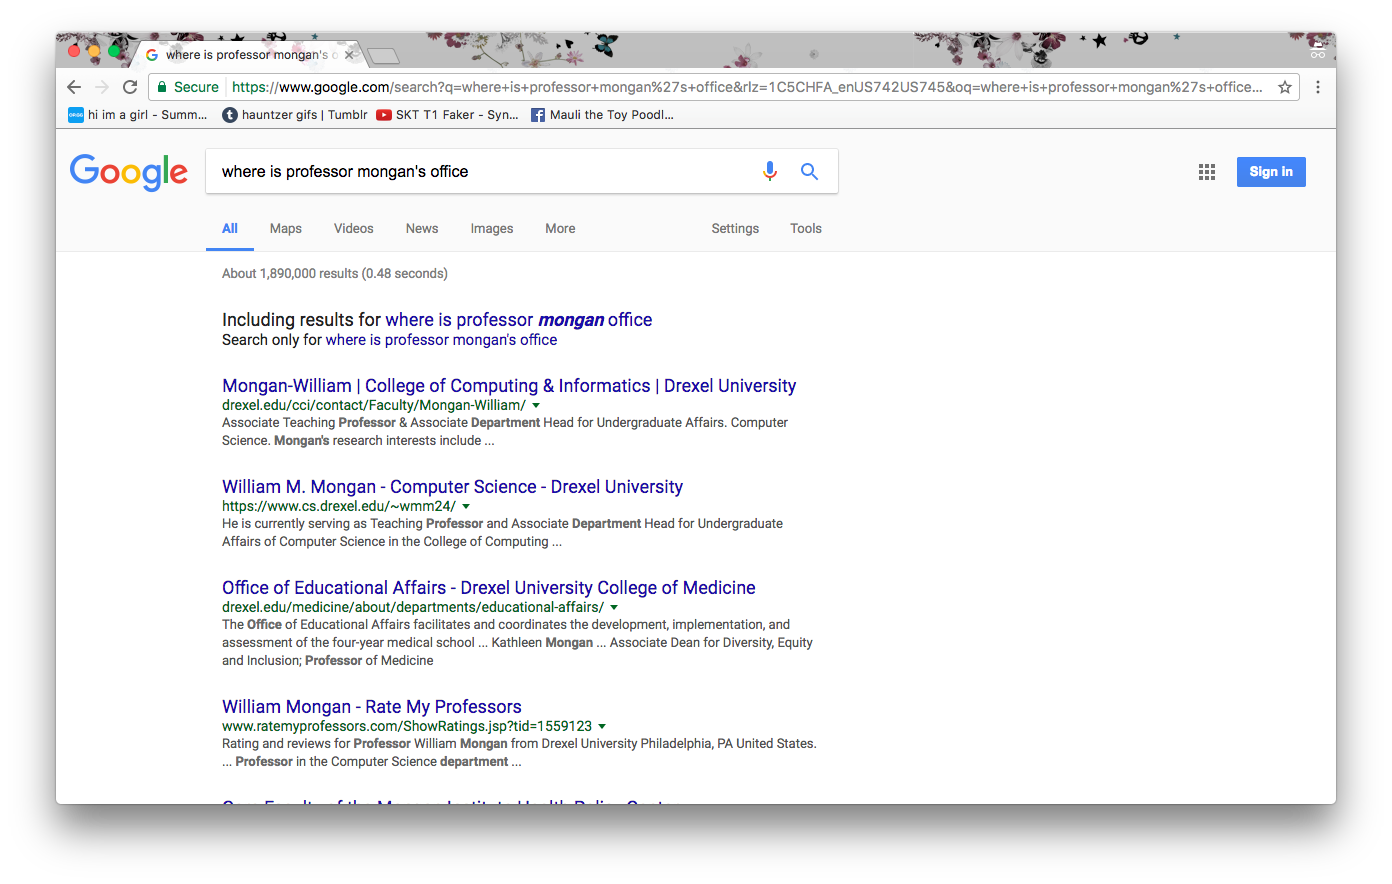 where is professor mongan's o
Secure https://www.google.com/search?q=where+is+professor+mongan%27s+office&rlz=1C5CHFA_enUS742US745&oq=where+is+professor+mongan%27s+office...
hi im a girl - Summ... hauntzer gifs | Tumblr SKT T1 Faker - Syn... Mauli the Toy Poodl...
Google where is professor mongan's office Sign in
All Maps Videos News Images More Settings Tools
About 1,890,000 results (0.48 seconds)
Including results for where is professor mongan office
Search only for where is professor mongan's office
Mongan-William | College of Computing & Informatics | Drexel University
drexel.edu/cci/contact/Faculty/Mongan-William/
Associate Teaching Professor & Associate Department Head for Undergraduate Affairs. Computer
Science. Mongan's research interests include ...
William M. Mongan - Computer Science - Drexel University
https://www.cs.drexel.edu/~wmm24/
He is currently serving as Teaching Professor and Associate Department Head for Undergraduate
Affairs of Computer Science in the College of Computing ...
Office of Educational Affairs - Drexel University College of Medicine
drexel.edu/medicine/about/departments/educational-affairs/
The Office of Educational Affairs facilitates and coordinates the development, implementation, and
assessment of the four-year medical school ... Kathleen Mongan ... Associate Dean for Diversity, Equity
and Inclusion; Professor of Medicine
William Mongan - Rate My Professors
www.ratemyprofessors.com/ShowRatings.jsp?tid=1559123
Rating and reviews for Professor William Mongan from Drexel University Philadelphia, PA United States.
... Professor in the Computer Science department ...